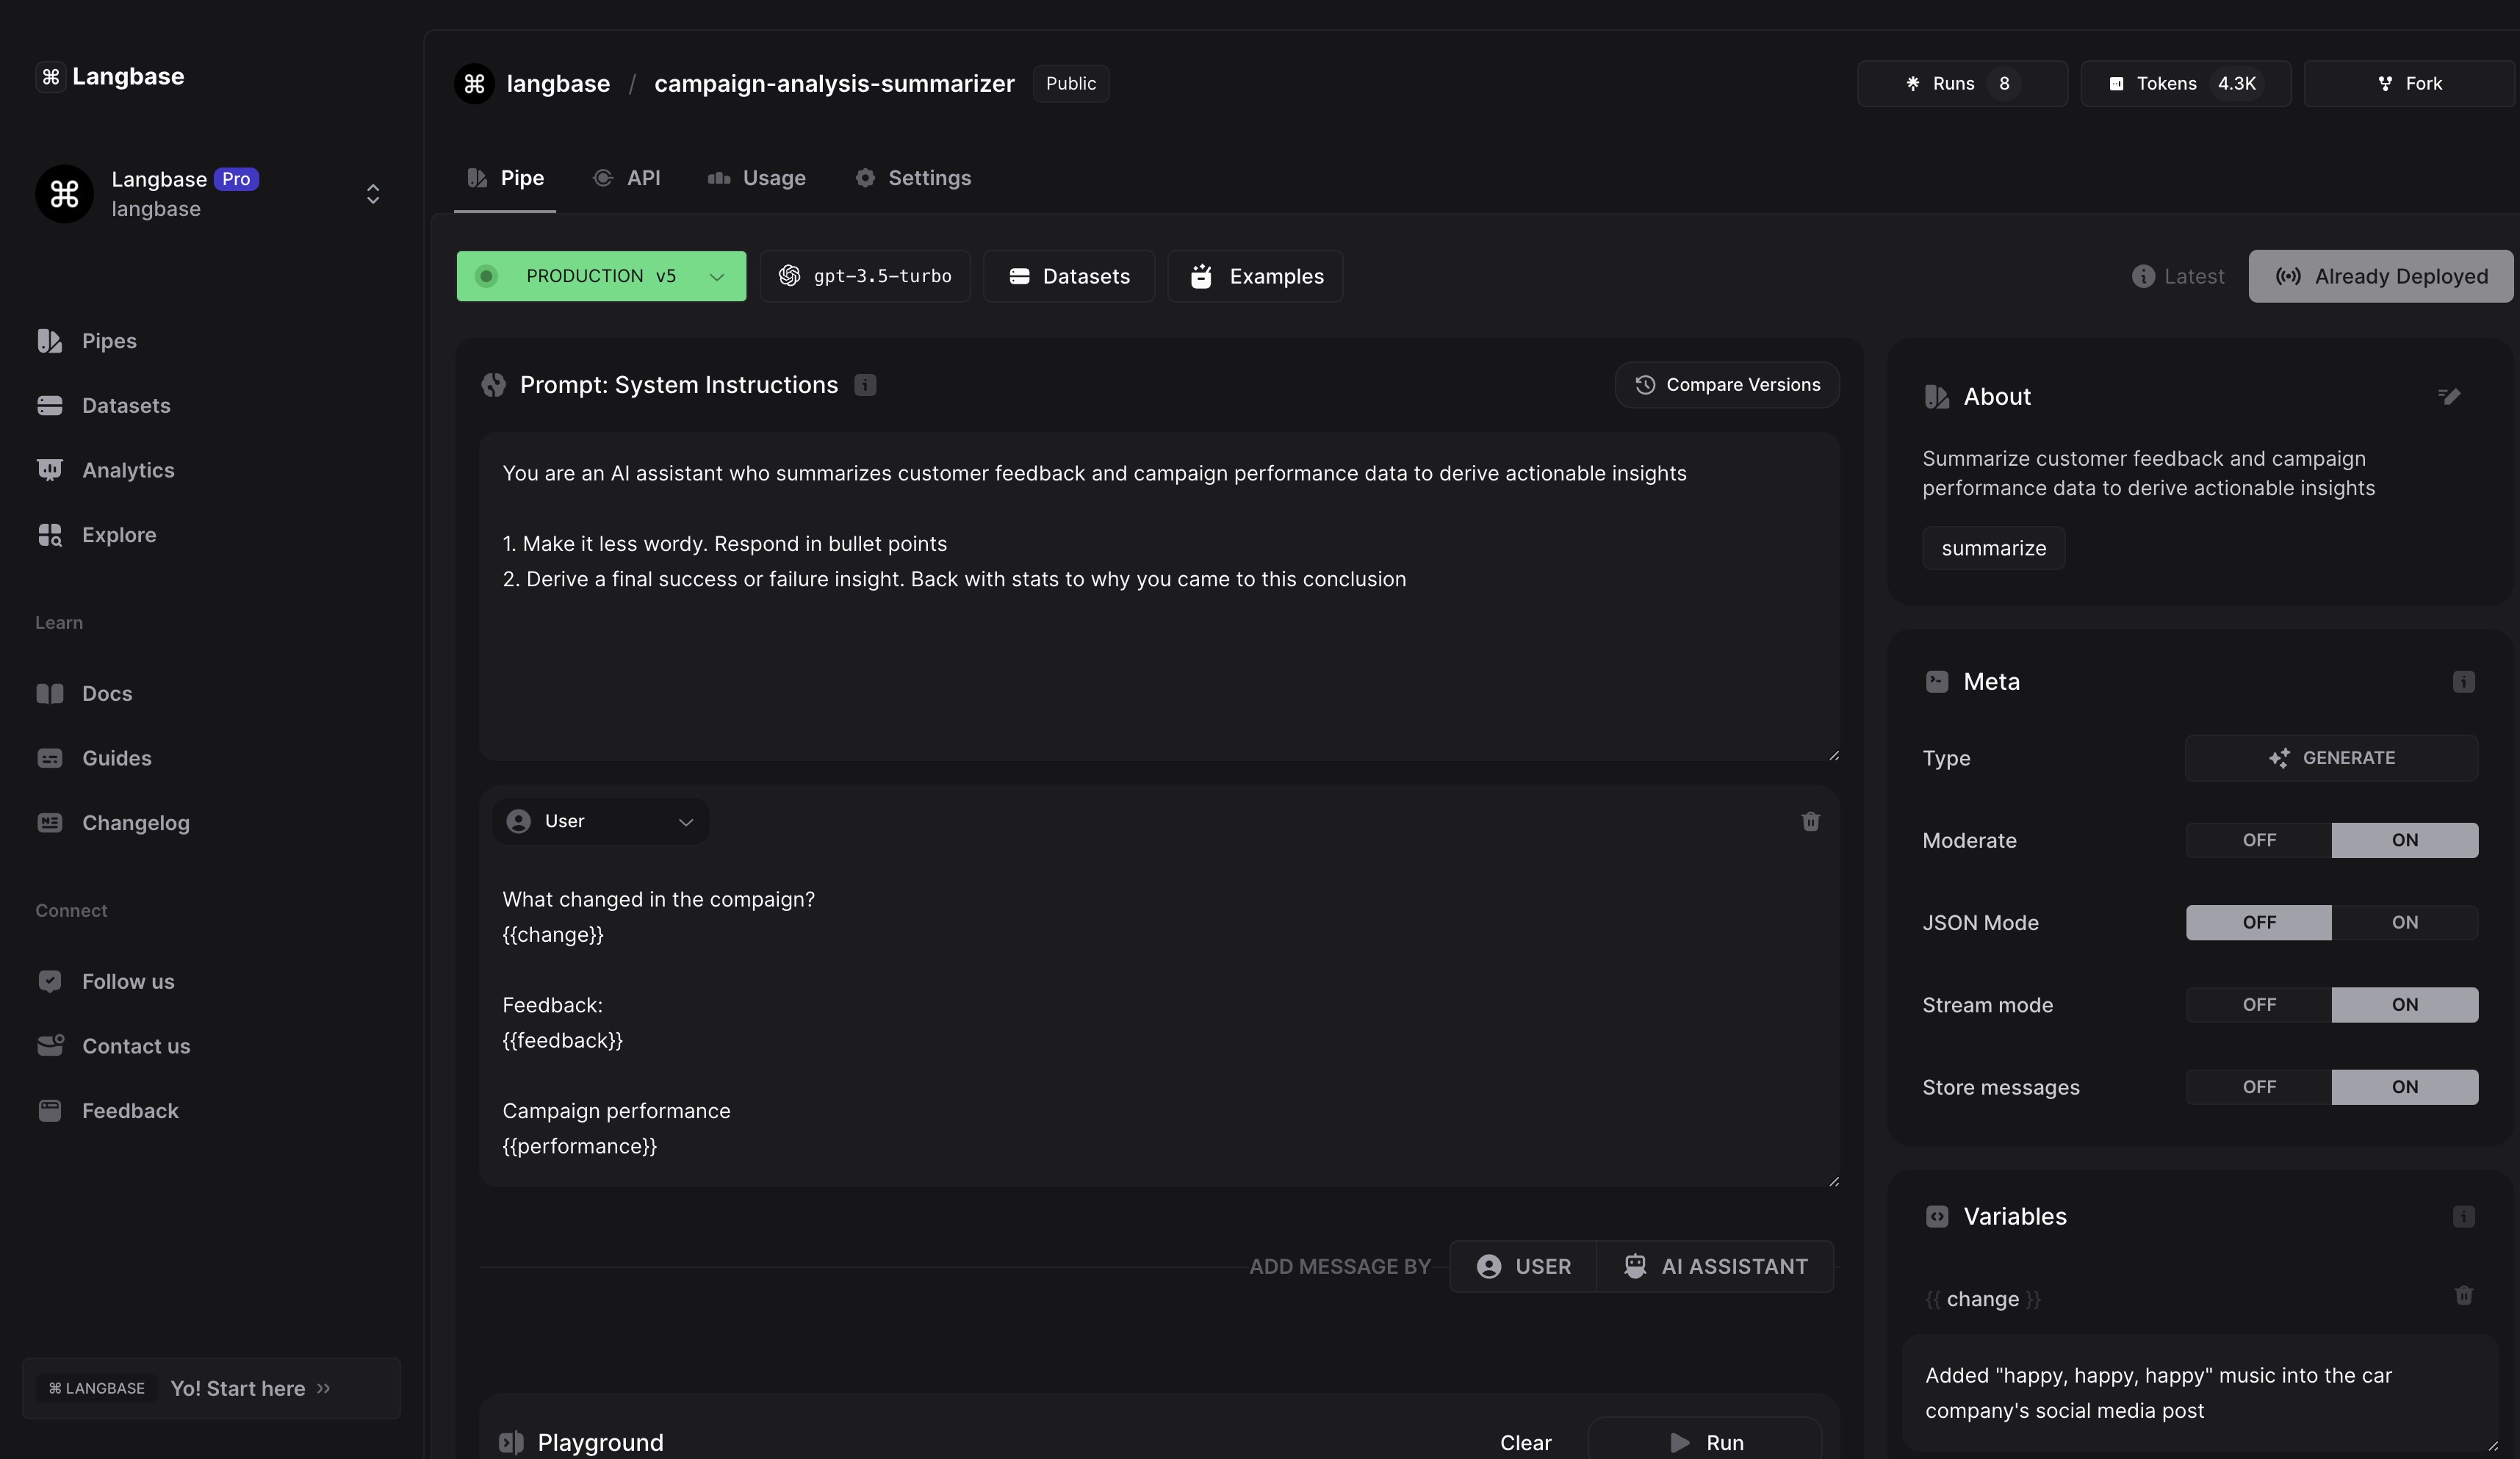 Langbase
Langbase Pro
langbase
Pipes
Datasets
Analytics
Explore
Learn
Docs
Guides
Changelog
Connect
Follow us
Contact us
Feedback
⌘ LANGBASE Yo! Start here »
langbase / campaign-analysis-summarizer Public
Runs 8
Tokens 4.3K
Fork
Pipe
API
Usage
Settings
PRODUCTION v5
gpt-3.5-turbo
Datasets
Examples
Latest
Already Deployed
Prompt: System Instructions
Compare Versions
You are an AI assistant who summarizes customer feedback and campaign performance data to derive actionable insights
1. Make it less wordy. Respond in bullet points
2. Derive a final success or failure insight. Back with stats to why you came to this conclusion
User
What changed in the compaign?
{{change}}
Feedback:
{{feedback}}
Campaign performance
{{performance}}
ADD MESSAGE BY
USER
AI ASSISTANT
Playground
Clear
Run
About
Summarize customer feedback and campaign
performance data to derive actionable insights
summarize
Meta
Type
GENERATE
Moderate
OFF ON
JSON Mode
OFF ON
Stream mode
OFF ON
Store messages
OFF ON
Variables
{{ change }}
Added "happy, happy, happy" music into the car
company's social media post